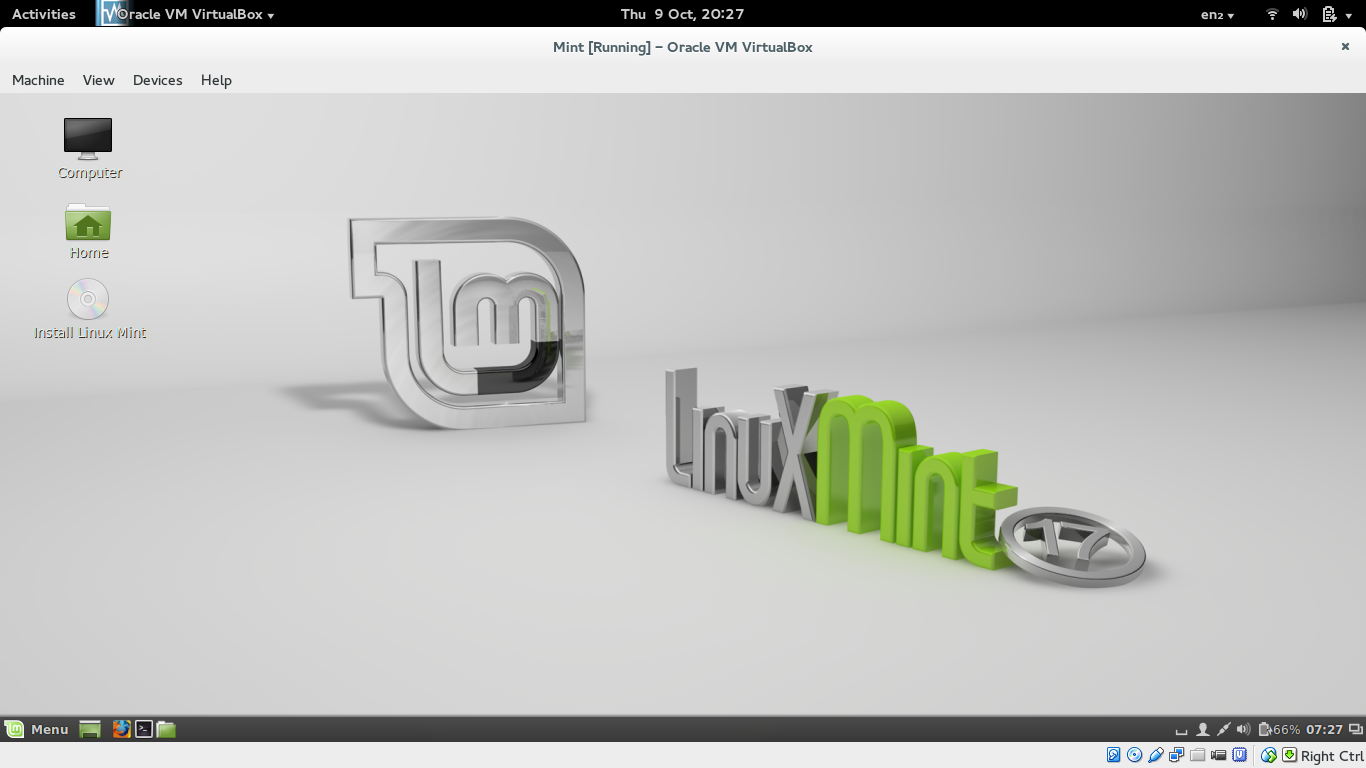 Activities Oracle VM VirtualBox Thu 9 Oct, 20:27 en₂
Mint [Running] – Oracle VM VirtualBox
Machine View Devices Help
Computer
Home
Install Linux Mint
lm
LinuxMint 17
Menu 66% 07:27
Right Ctrl